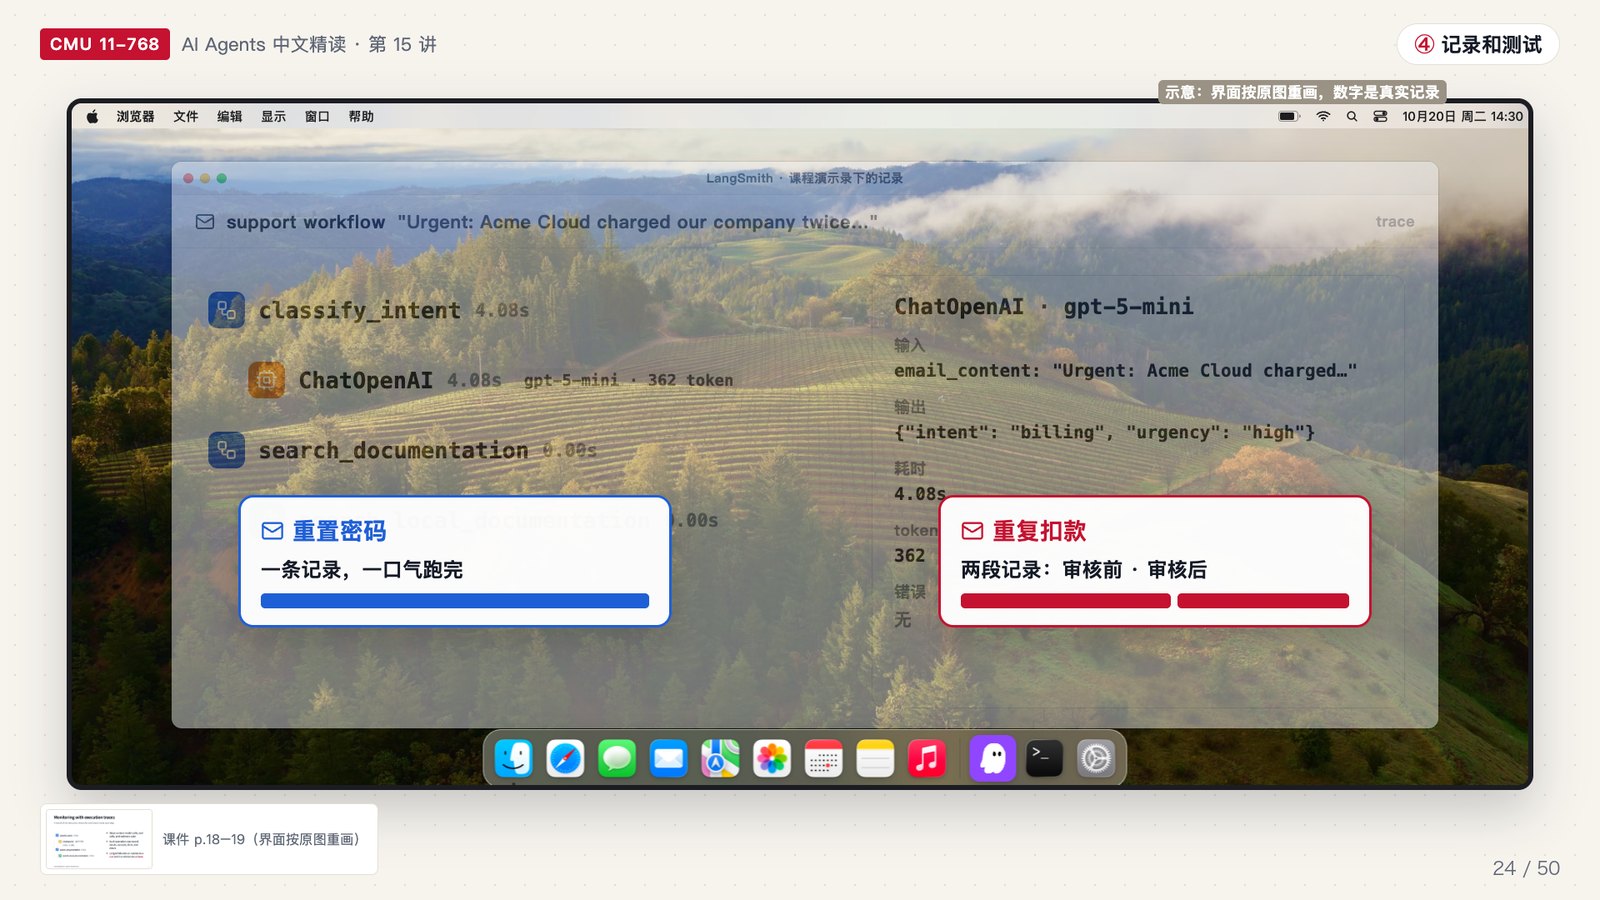 CMU 11-768 AI Agents 中文精读 · 第 15 讲
④ 记录和测试
示意：界面按原图重画，数字是真实记录
浏览器 文件 编辑 显示 窗口 帮助
10月20日 周二 14:30
LangSmith · 课程演示录下的记录
support workflow "Urgent: Acme Cloud charged our company twice..."
trace
classify_intent 4.08s
ChatOpenAI 4.08s gpt-5-mini · 362 token
search_documentation 0.00s
0.00s
ChatOpenAI · gpt-5-mini
输入
email_content: "Urgent: Acme Cloud charged…"
输出
{"intent": "billing", "urgency": "high"}
耗时
4.08s
token
362
错误
无
重置密码
一条记录，一口气跑完
重复扣款
两段记录：审核前 · 审核后
Monitoring with execution traces
课件 p.18—19（界面按原图重画）
24 / 50